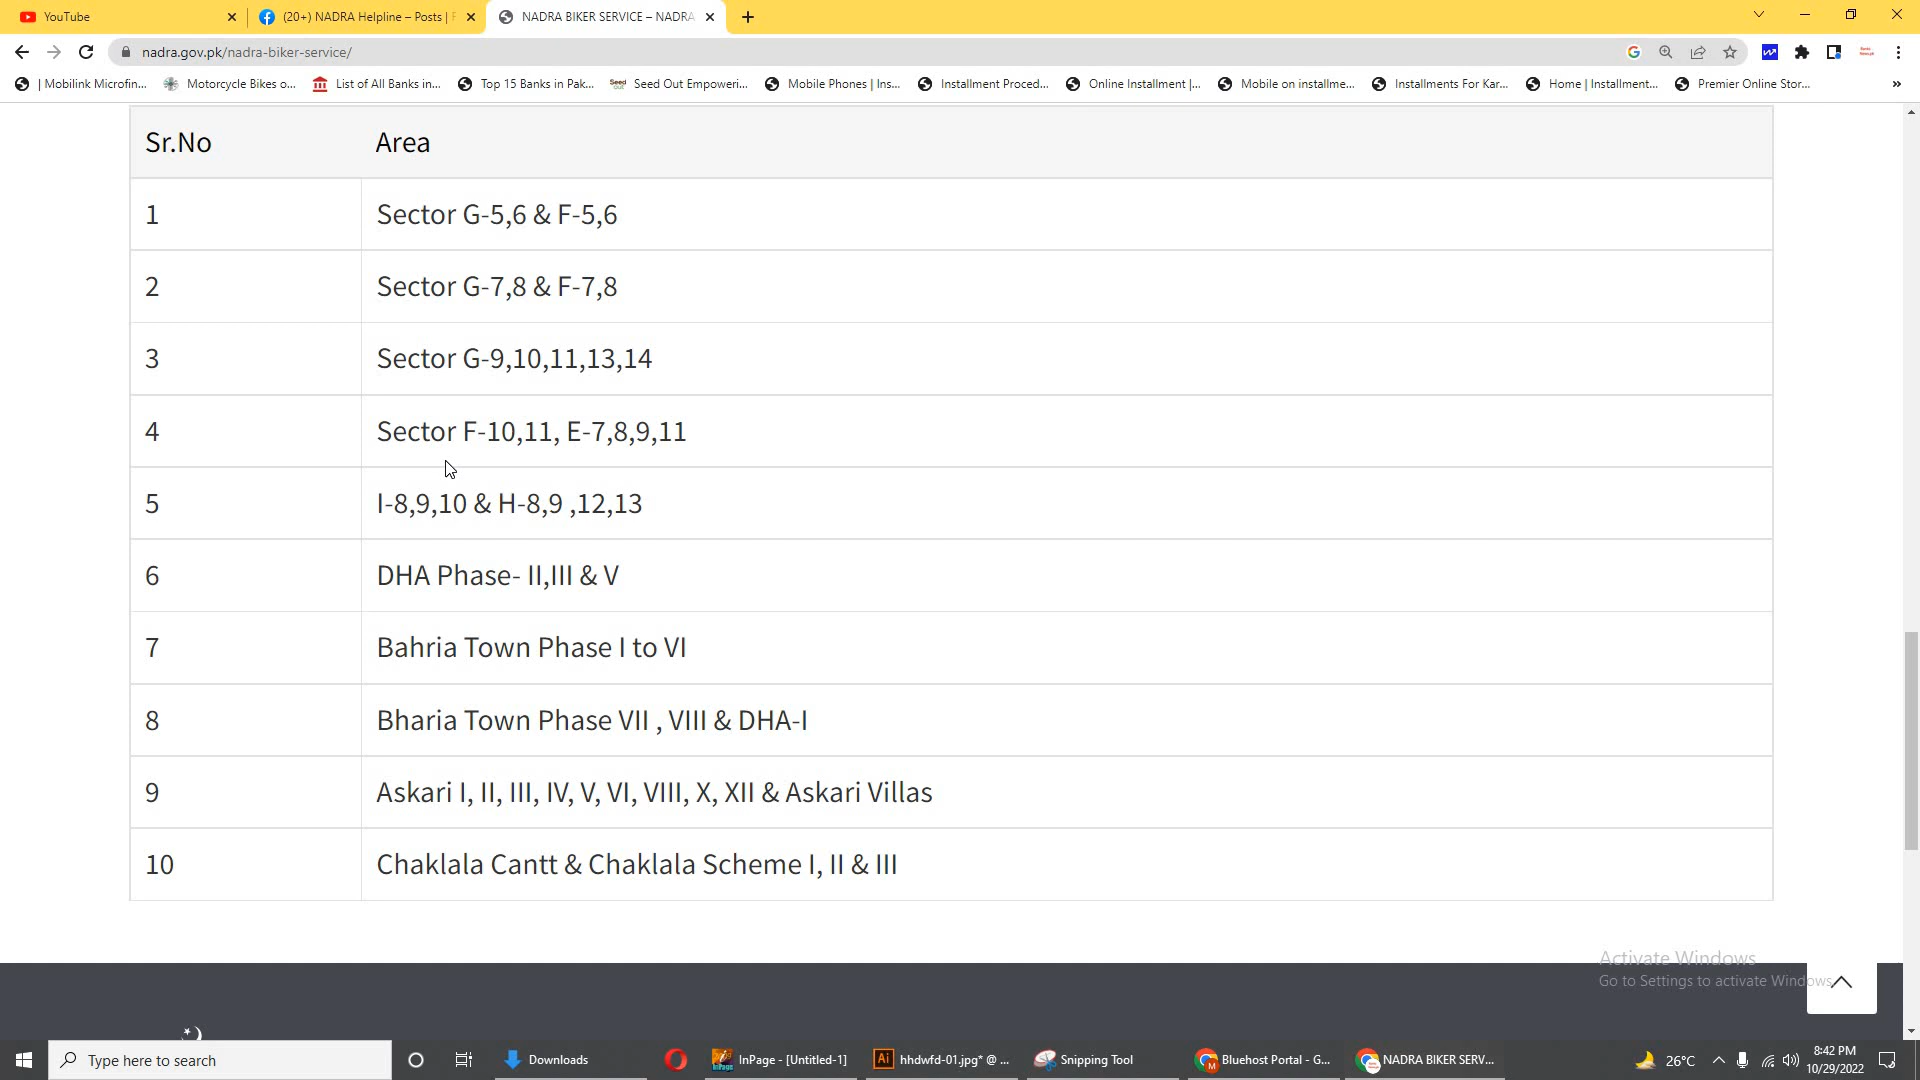 YouTube
(20+) NADRA Helpline – Posts | F
NADRA BIKER SERVICE – NADRA
nadra.gov.pk/nadra-biker-service/
| Mobilink Microfin...
Motorcycle Bikes o...
List of All Banks in...
Top 15 Banks in Pak...
Seed Out Empoweri...
Mobile Phones | Ins...
Installment Proced...
Online Installment |...
Mobile on installme...
Installments For Kar...
Home | Installment...
Premier Online Stor...
»
Sr.No Area
1 Sector G-5,6 & F-5,6
2 Sector G-7,8 & F-7,8
3 Sector G-9,10,11,13,14
4 Sector F-10,11, E-7,8,9,11
5 I-8,9,10 & H-8,9 ,12,13
6 DHA Phase- II,III & V
7 Bahria Town Phase I to VI
8 Bharia Town Phase VII , VIII & DHA-I
9 Askari I, II, III, IV, V, VI, VIII, X, XII & Askari Villas
10 Chaklala Cantt & Chaklala Scheme I, II & III
Activate Windows
Go to Settings to activate Windows.
Type here to search
Downloads
InPage - [Untitled-1]
hhdwfd-01.jpg* @ ...
Snipping Tool
Bluehost Portal - G...
NADRA BIKER SERV...
26°C
8:42 PM
10/29/2022